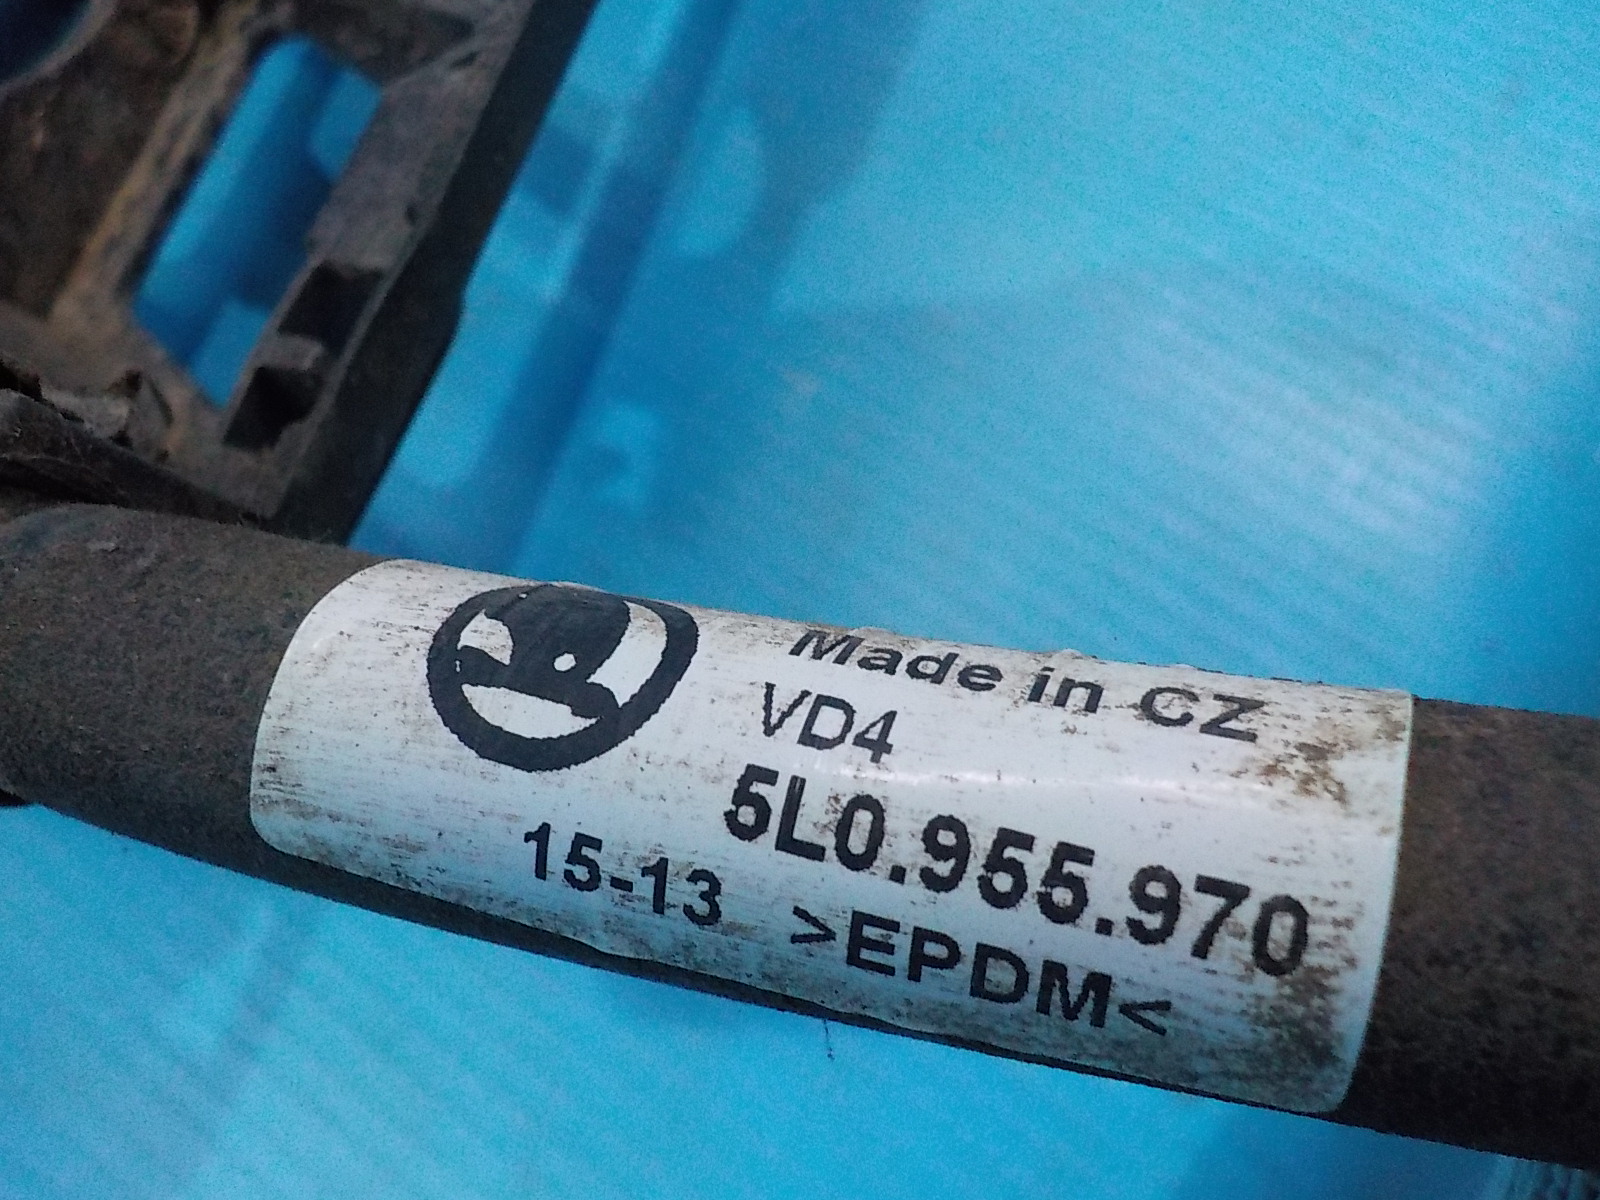 Made in CZ
VD4
5L0.955.970
15-13 >EPDM<